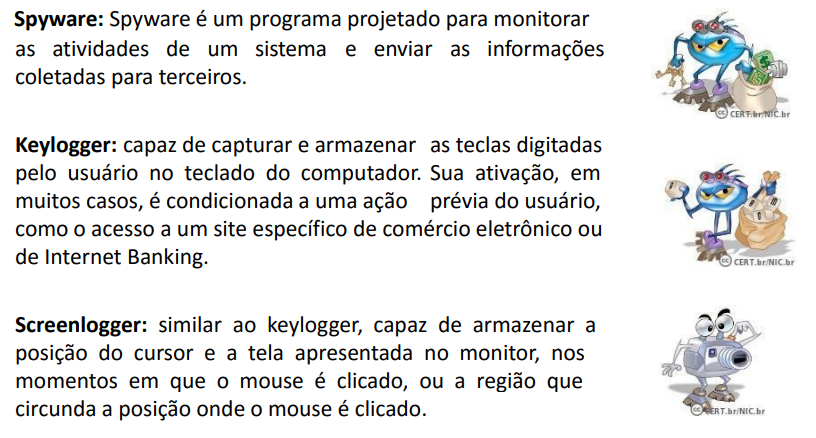 Spyware: Spyware é um programa projetado para monitorar
as atividades de um sistema e enviar as informações
coletadas para terceiros.
CERT.br/NIC.br
Keylogger: capaz de capturar e armazenar as teclas digitadas
pelo usuário no teclado do computador. Sua ativação, em
muitos casos, é condicionada a uma ação prévia do usuário,
como o acesso a um site específico de comércio eletrônico ou
de Internet Banking.
CERT.br/NIC.br
Screenlogger: similar ao keylogger, capaz de armazenar a
posição do cursor e a tela apresentada no monitor, nos
momentos em que o mouse é clicado, ou a região que
circunda a posição onde o mouse é clicado.
CERT.br/NIC.br